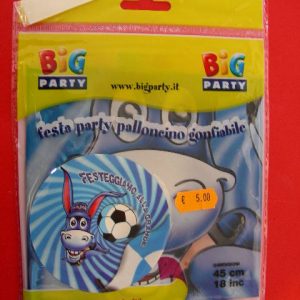 BiG
PARTY
BiG
PARTY
www.bigparty.it
festa party palloncino gonfiabile
FESTEGGIAMO
€ 5,00
45 cm
18 inc